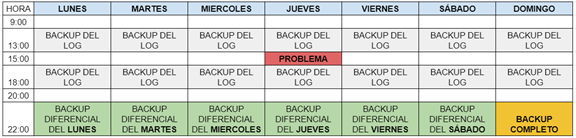 HORA LUNES MARTES MIERCOLES JUEVES VIERNES SÁBADO DOMINGO
9:00
BACKUP DEL BACKUP DEL BACKUP DEL BACKUP DEL BACKUP DEL BACKUP DEL BACKUP DEL
13:00 LOG LOG LOG LOG LOG LOG LOG
15:00 PROBLEMA
BACKUP DEL BACKUP DEL BACKUP DEL BACKUP DEL BACKUP DEL BACKUP DEL BACKUP DEL
18:00 LOG LOG LOG LOG LOG LOG LOG
20:00
BACKUP BACKUP BACKUP BACKUP BACKUP BACKUP
DIFERENCIAL DIFERENCIAL DIFERENCIAL DIFERENCIAL DIFERENCIAL DIFERENCIAL BACKUP
22:00 DEL LUNES DEL MARTES DEL MIERCOLES DEL JUEVES DEL VIERNES DEL SÁBADO COMPLETO